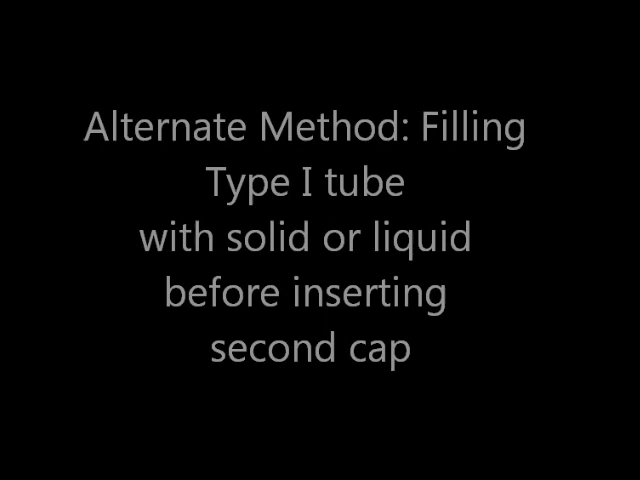 Alternate Method: Filling
Type I tube
with solid or liquid
before inserting
second cap